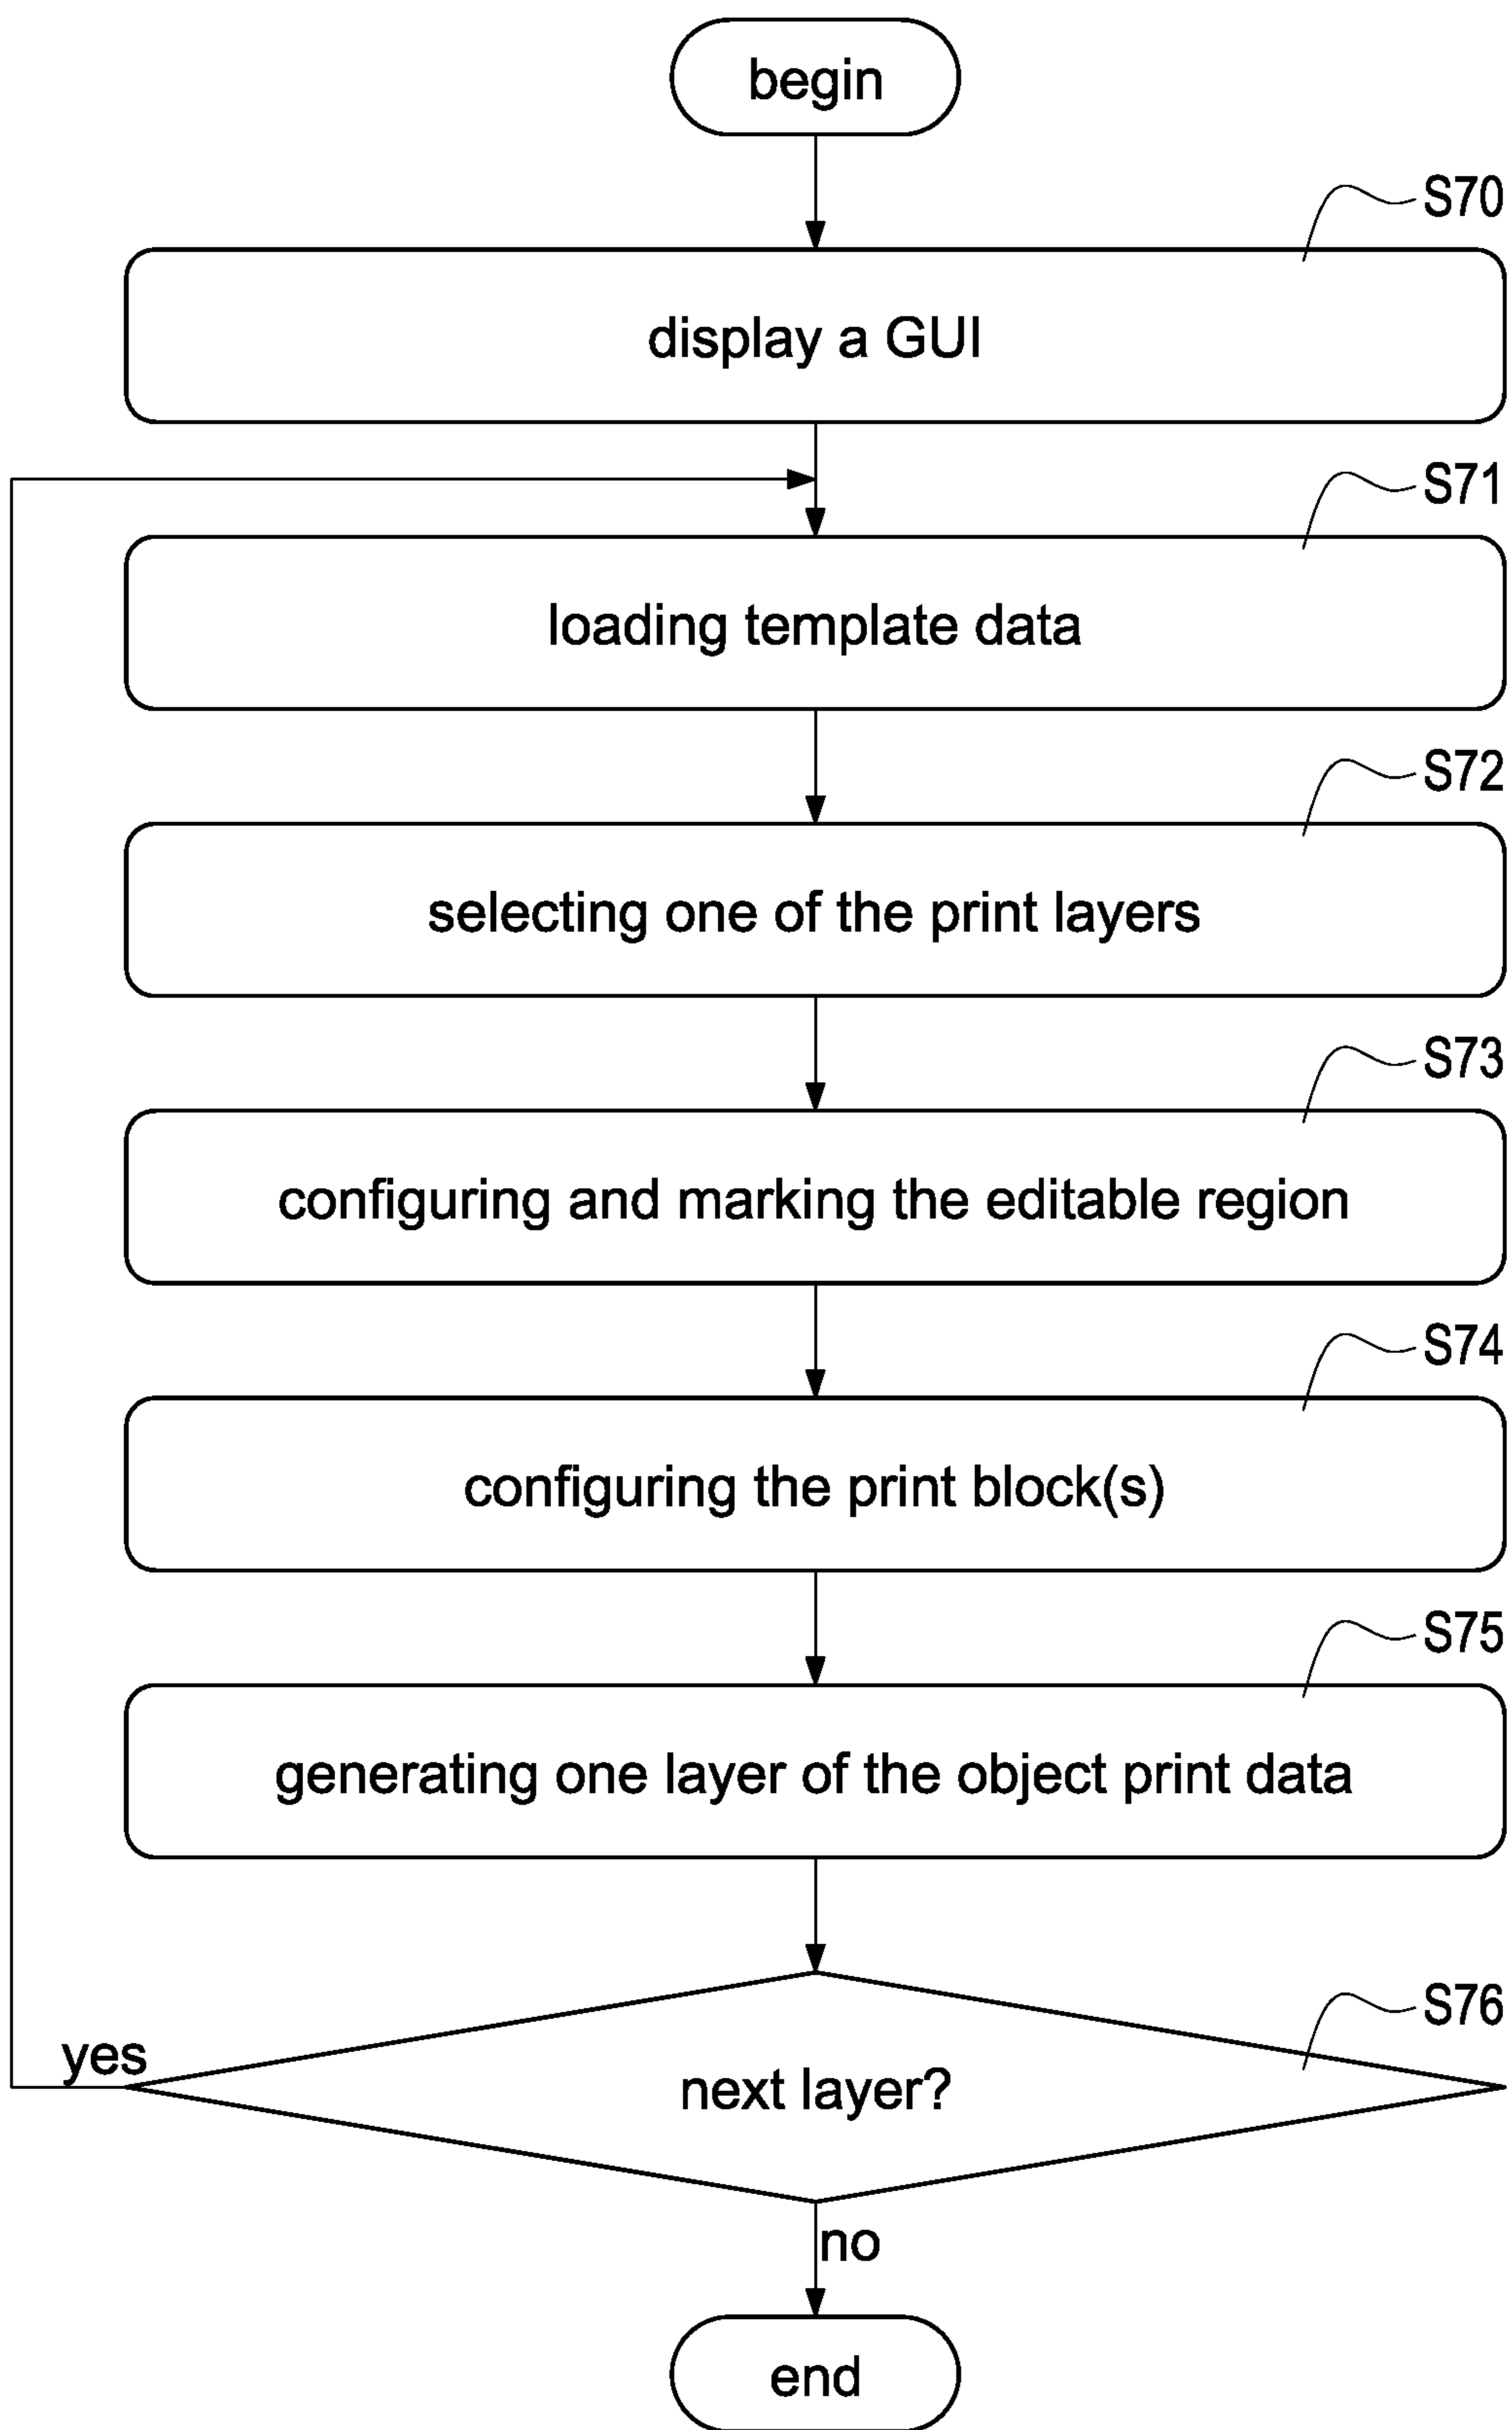 begin
S70
display a GUI
S71
loading template data
S72
selecting one of the print layers
S73
configuring and marking the editable region
S74
configuring the print block(s)
S75
generating one layer of the object print data
S76
yes
next layer?
no
end